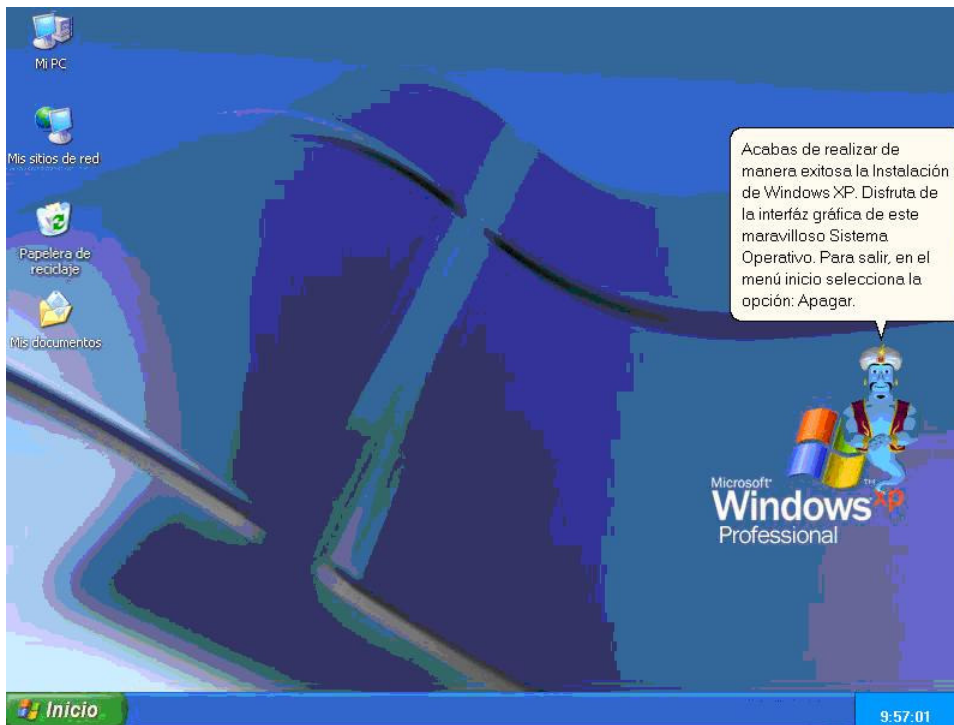 Mi PC
Mis sitios de red
Papelera de
reciclaje
Mis documentos
Acabas de realizar de
manera exitosa la Instalación
de Windows XP. Disfruta de
la interfáz gráfica de este
maravilloso Sistema
Operativo. Para salir, en el
menú inicio selecciona la
opción: Apagar.
Microsoft®
Windows xp™
Professional
Inicio
9:57:01